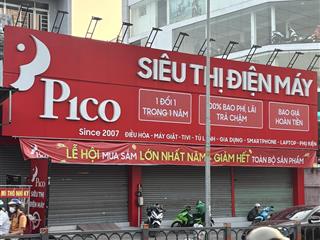 SIÊU THỊ ĐIỆN MÁY
PICO
Since 2007
1 ĐỔI 1
TRONG 1 NĂM
100% BAO PHÍ, LÃI
TRẢ CHẬM
BAO GIÁ
HOÀN TIỀN
ĐIỀU HÒA - MÁY GIẶT - TIVI - TỦ LẠNH - GIA DỤNG - SMARTPHONE - LAPTOP - PHỤ KIỆN
LỄ HỘI MUA SẮM LỚN NHẤT NĂM - GIẢM HẾT TOÀN BỘ SẢN PHẨM
PICO